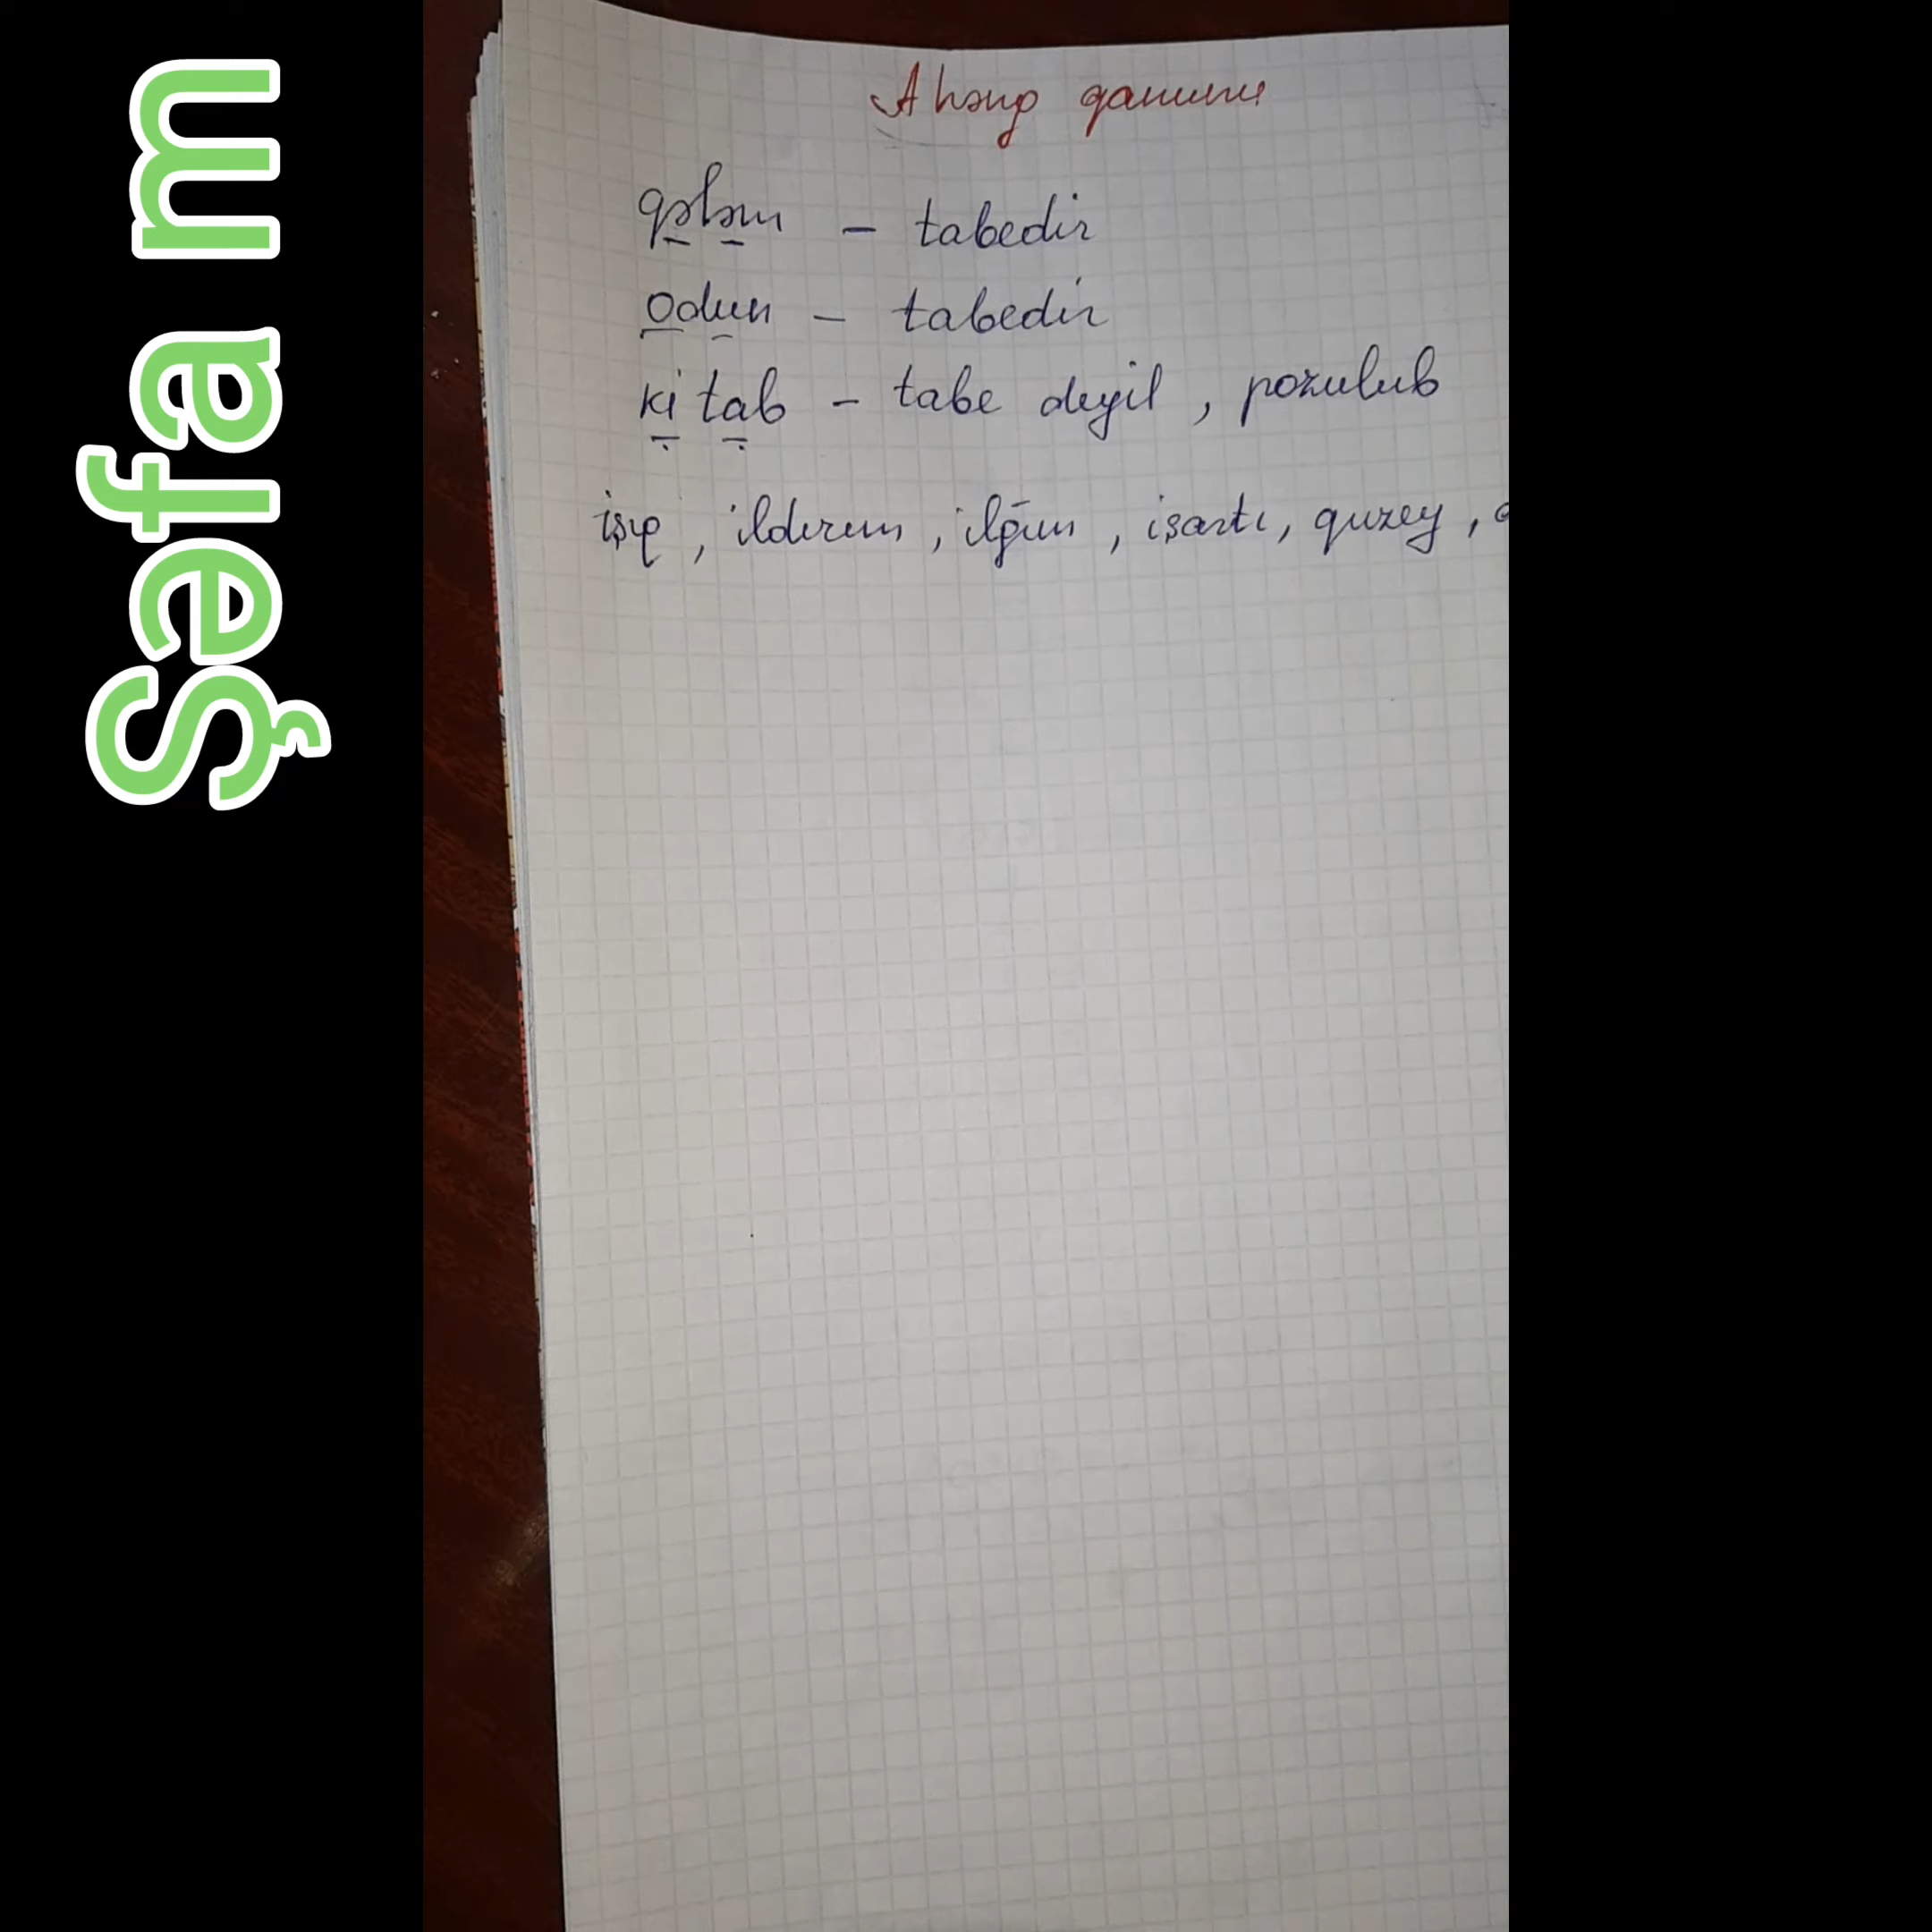 Şəfa m
Ahəng qanunu
qələm - tabedir
odun - tabedir
kitab - tabe deyil, pozulub
işıq, ildırım, ilğım, işartı, quzey,